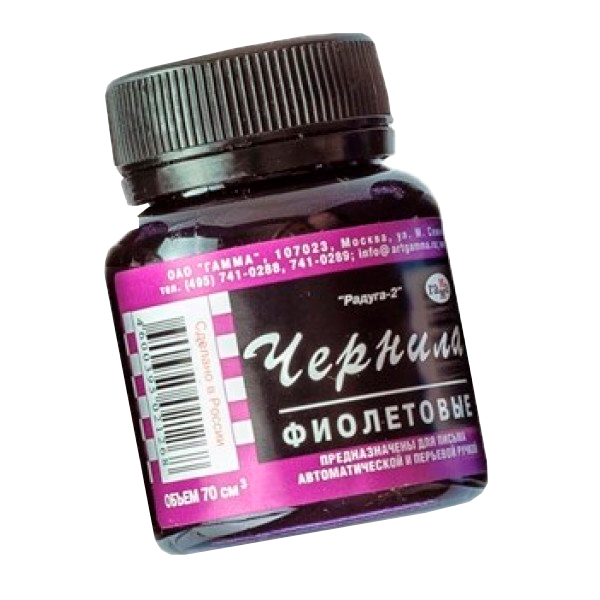 ОАО "ГАММА", 107023, Москва, ул. М.
тел. (495) 741-0288, 741-0289; info@artgamma.ru;
"Радуга-2"
Чернила
ФИОЛЕТОВЫЕ
ПРЕДНАЗНАЧЕНЫ ДЛЯ ПИСЬМА
АВТОМАТИЧЕСКОЙ И ПЕРЬЕВОЙ РУЧКОЙ
Сделано в России
ОБЪЕМ 70 см³